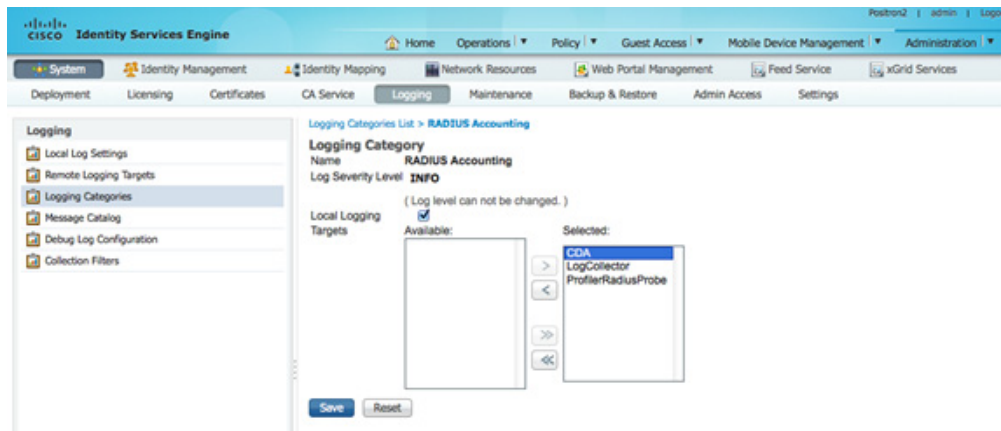 Positron2 | admin | Logo
cisco Identity Services Engine
Home Operations Policy Guest Access Mobile Device Management Administration
System Identity Management Identity Mapping Network Resources Web Portal Management Feed Service xGrid Services
Deployment Licensing Certificates CA Service Logging Maintenance Backup & Restore Admin Access Settings
Logging
Local Log Settings
Remote Logging Targets
Logging Categories
Message Catalog
Debug Log Configuration
Collection Filters
Logging Categories List > RADIUS Accounting
Logging Category
Name RADIUS Accounting
Log Severity Level INFO
( Log level can not be changed. )
Local Logging
Targets Available: Selected:
CDA
LogCollector
ProfilerRadiusProbe
> 
<
>>
<<
Save Reset